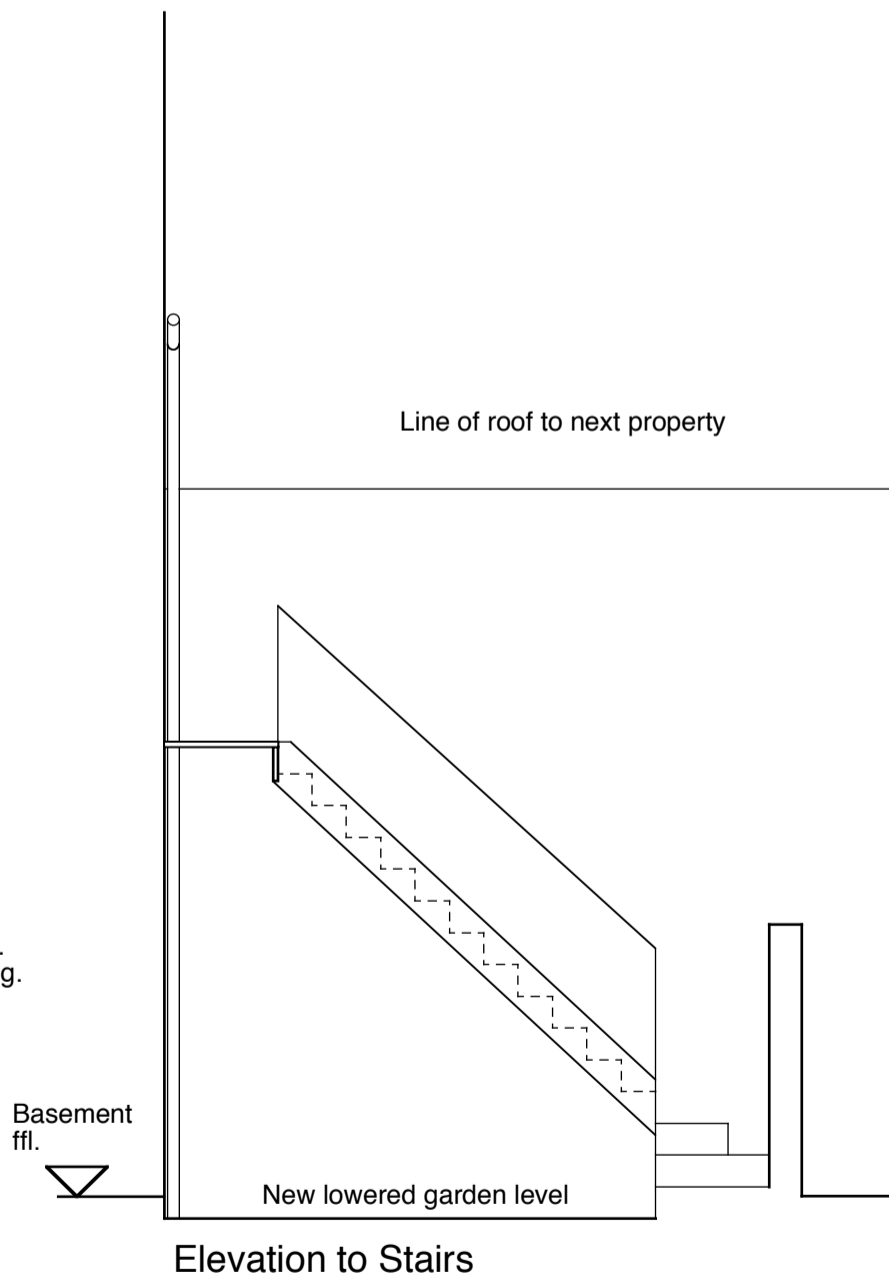 Line of roof to next property
g.
Basement
ffl.
New lowered garden level
Elevation to Stairs